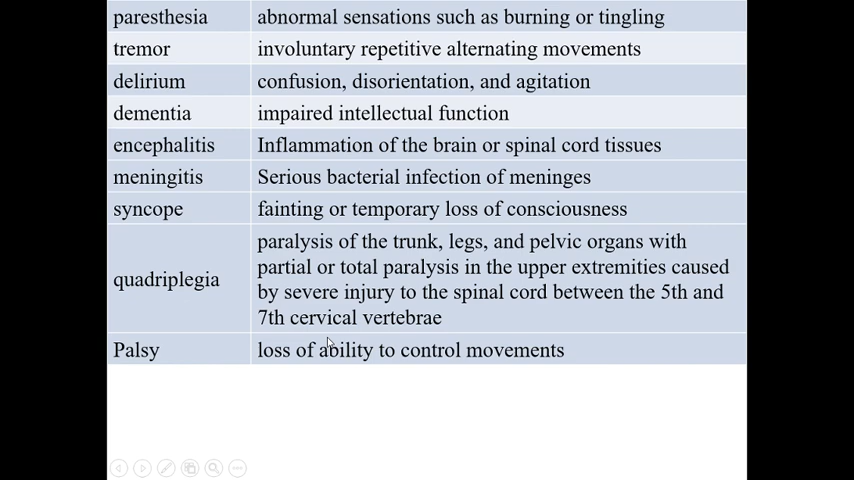 paresthesia abnormal sensations such as burning or tingling
tremor involuntary repetitive alternating movements
delirium confusion, disorientation, and agitation
dementia impaired intellectual function
encephalitis Inflammation of the brain or spinal cord tissues
meningitis Serious bacterial infection of meninges
syncope fainting or temporary loss of consciousness
quadriplegia paralysis of the trunk, legs, and pelvic organs with
partial or total paralysis in the upper extremities caused
by severe injury to the spinal cord between the 5th and
7th cervical vertebrae
Palsy loss of ability to control movements